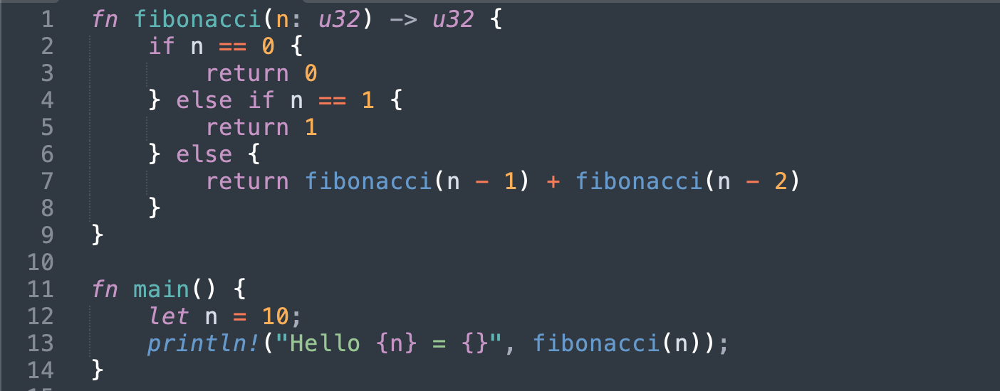 1 fn fibonacci(n: u32) -> u32 {
2     if n == 0 {
3         return 0
4     } else if n == 1 {
5         return 1
6     } else {
7         return fibonacci(n - 1) + fibonacci(n - 2)
8     }
9 }
10
11 fn main() {
12     let n = 10;
13     println!("Hello {n} = {}", fibonacci(n));
14 }